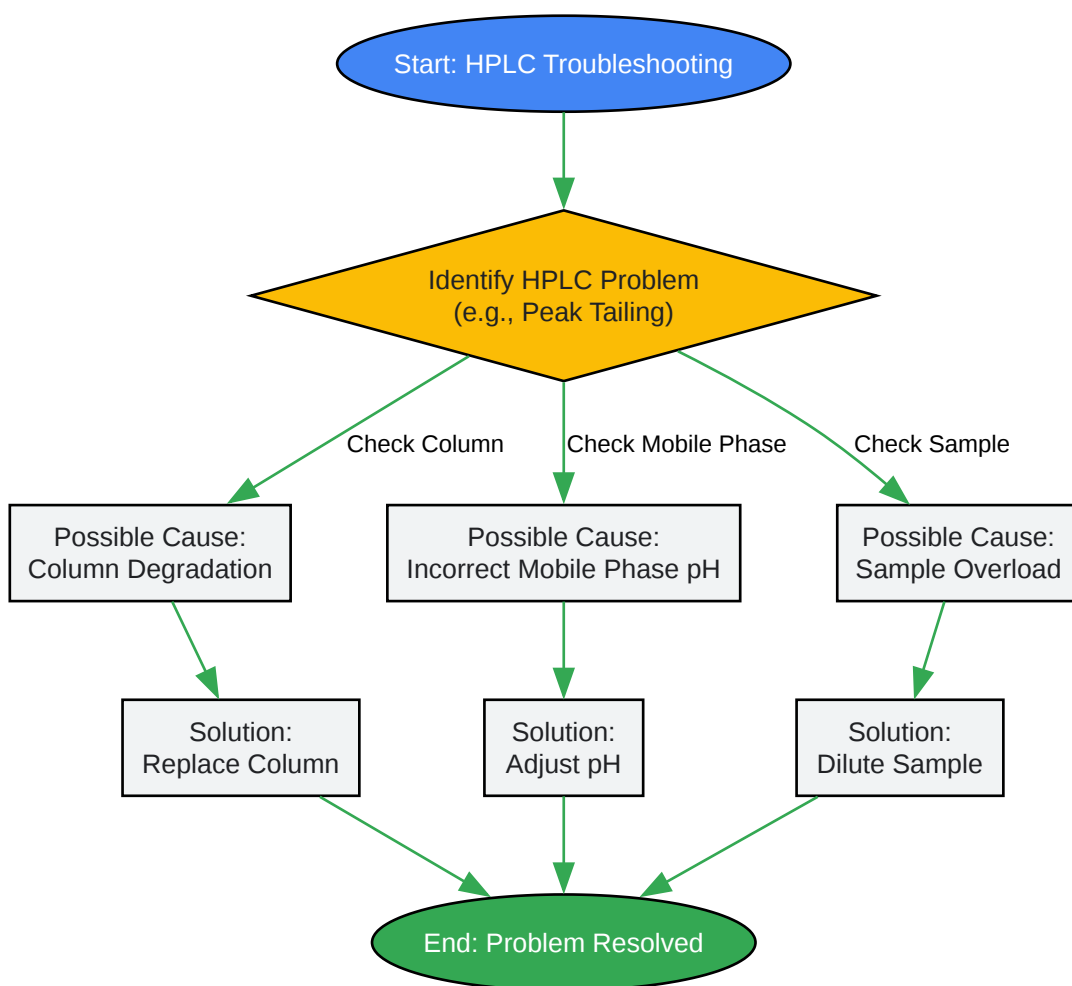 Start: HPLC Troubleshooting
Identify HPLC Problem
(e.g., Peak Tailing)
Check Column
Check Mobile Phase
Check Sample
Possible Cause:
Column Degradation
Possible Cause:
Incorrect Mobile Phase pH
Possible Cause:
Sample Overload
Solution:
Replace Column
Solution:
Adjust pH
Solution:
Dilute Sample
End: Problem Resolved